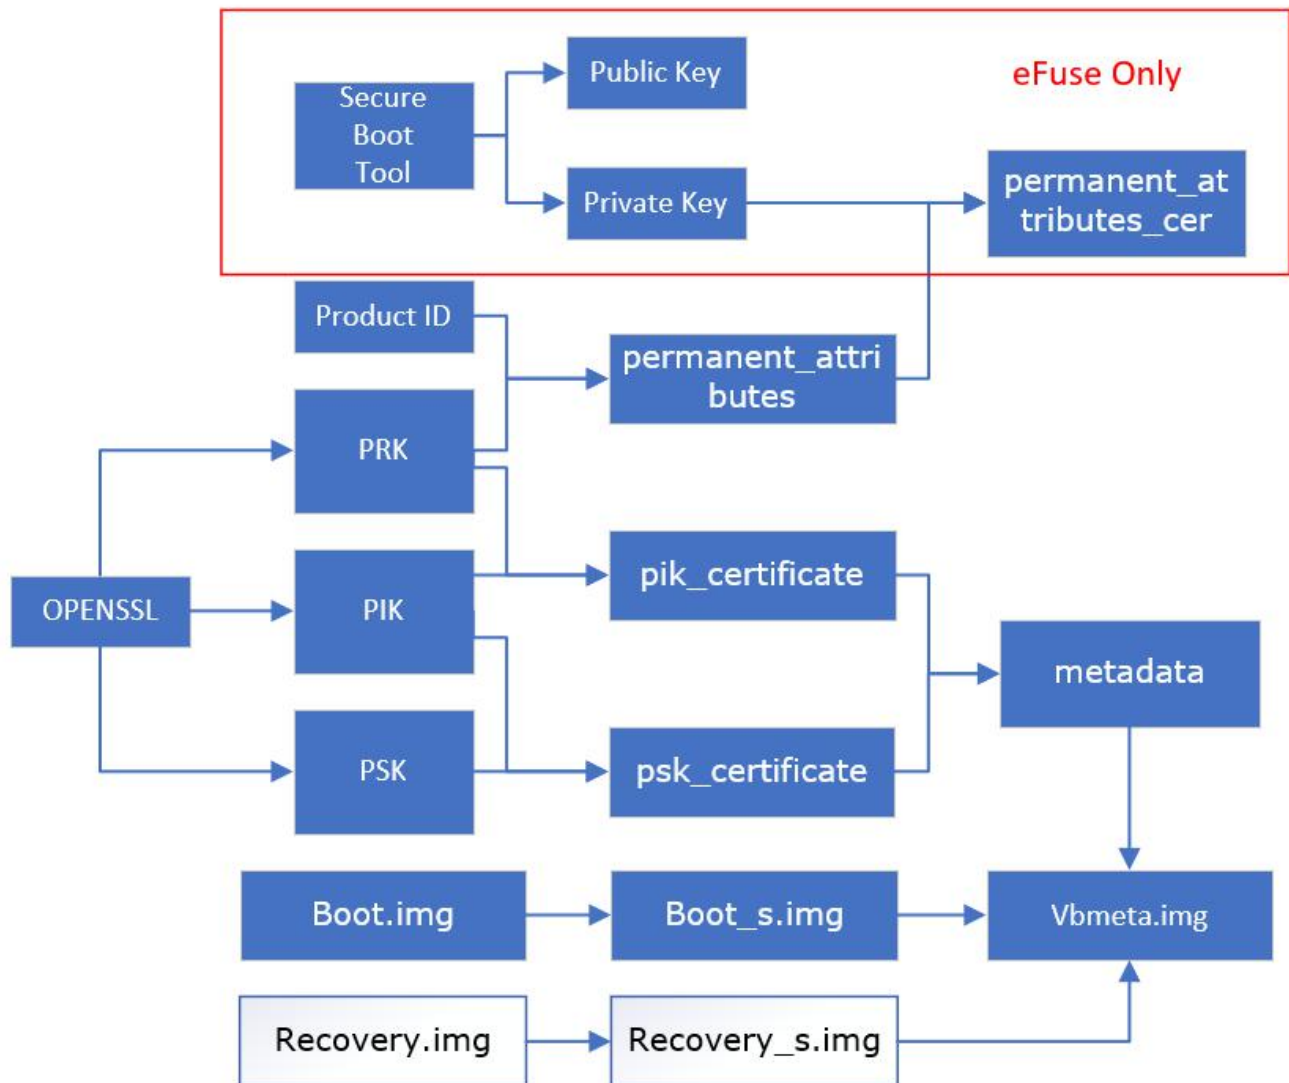 Public Key
eFuse Only
Secure
Boot
Tool
Private Key
permanent_at
tributes_cer
Product ID
permanent_attri
butes
PRK
OPENSSL
PIK
pik_certificate
metadata
PSK
psk_certificate
Boot.img
Boot_s.img
Vbmeta.img
Recovery.img
Recovery_s.img